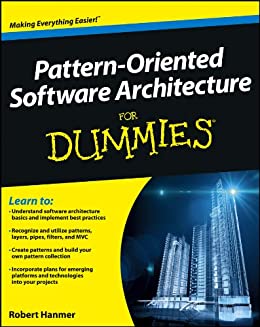 Making Everything Easier!™
Pattern-Oriented
Software Architecture
FOR
DUMMIES®
Learn to:
• Understand software architecture
basics and implement best practices
• Recognize and utilize patterns,
layers, pipes, filters, and MVC
• Create patterns and build your
own pattern collection
• Incorporate plans for emerging
platforms and technologies
into your projects
Robert Hanmer